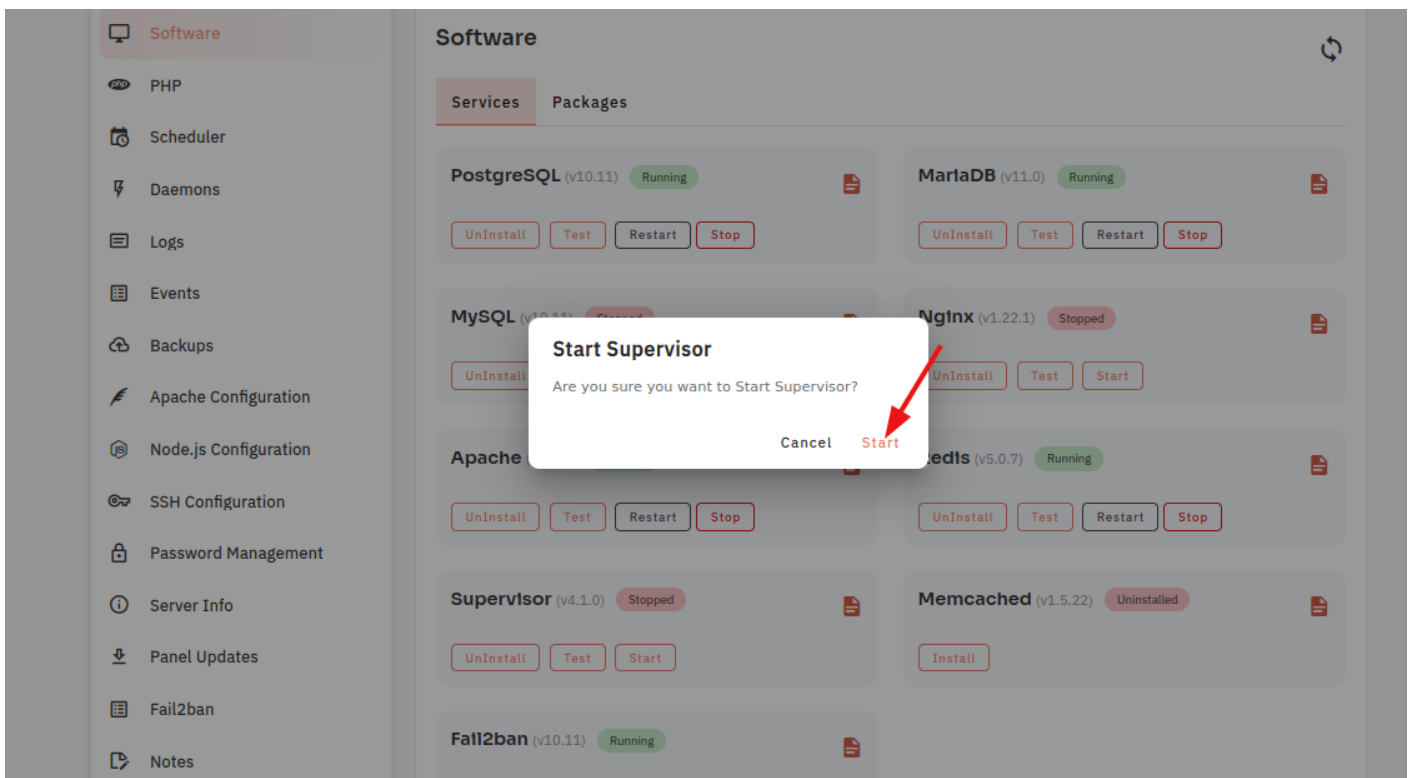 Software
PHP
Scheduler
Daemons
Logs
Events
Backups
Apache Configuration
Node.js Configuration
SSH Configuration
Password Management
Server Info
Panel Updates
Fail2ban
Notes
Software
Services Packages
PostgreSQL (v10.11) Running
UnInstall Test Restart Stop
MariaDB (v11.0) Running
UnInstall Test Restart Stop
MySQL
UnInstall
Nginx (v1.22.1) Stopped
UnInstall Test Start
Start Supervisor
Are you sure you want to Start Supervisor?
Cancel Start
Apache
UnInstall Test Restart Stop
Redis (v5.0.7) Running
UnInstall Test Restart Stop
Supervisor (v4.1.0) Stopped
UnInstall Test Start
Memcached (v1.5.22) Uninstalled
Install
Fail2ban (v10.11) Running